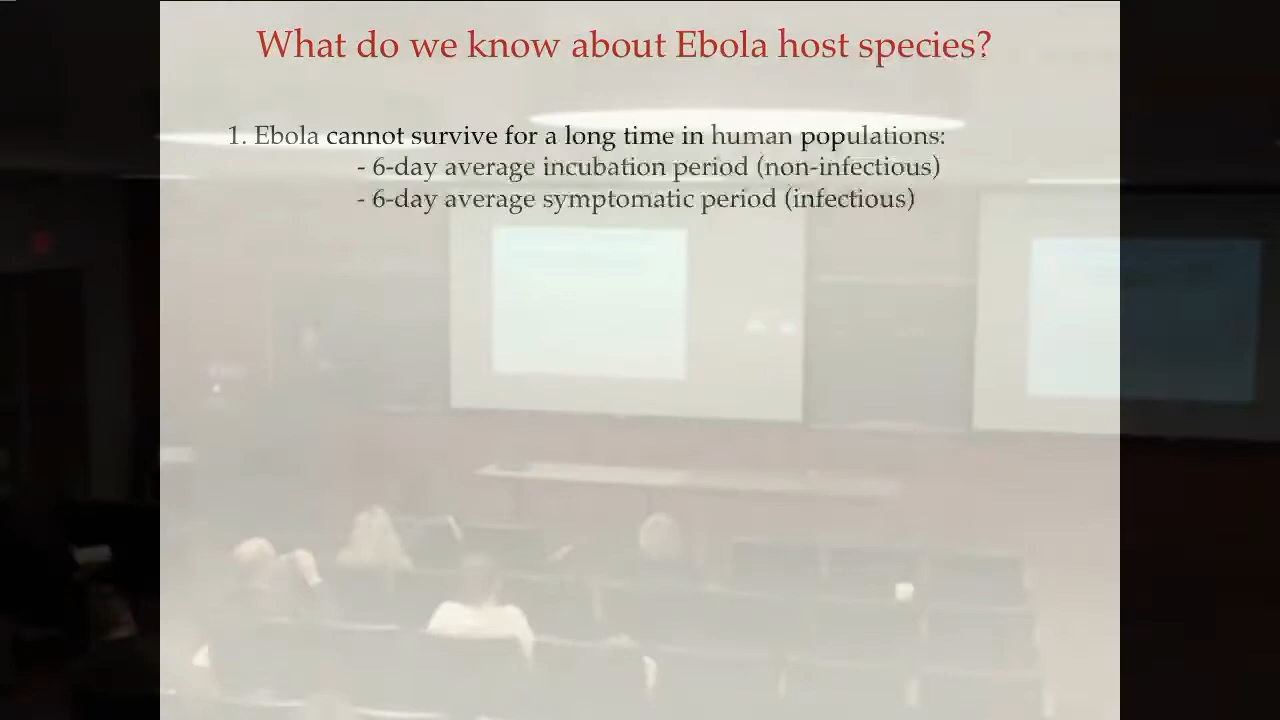 What do we know about Ebola host species?
1. Ebola cannot survive for a long time in human populations:
- 6-day average incubation period (non-infectious)
- 6-day average symptomatic period (infectious)